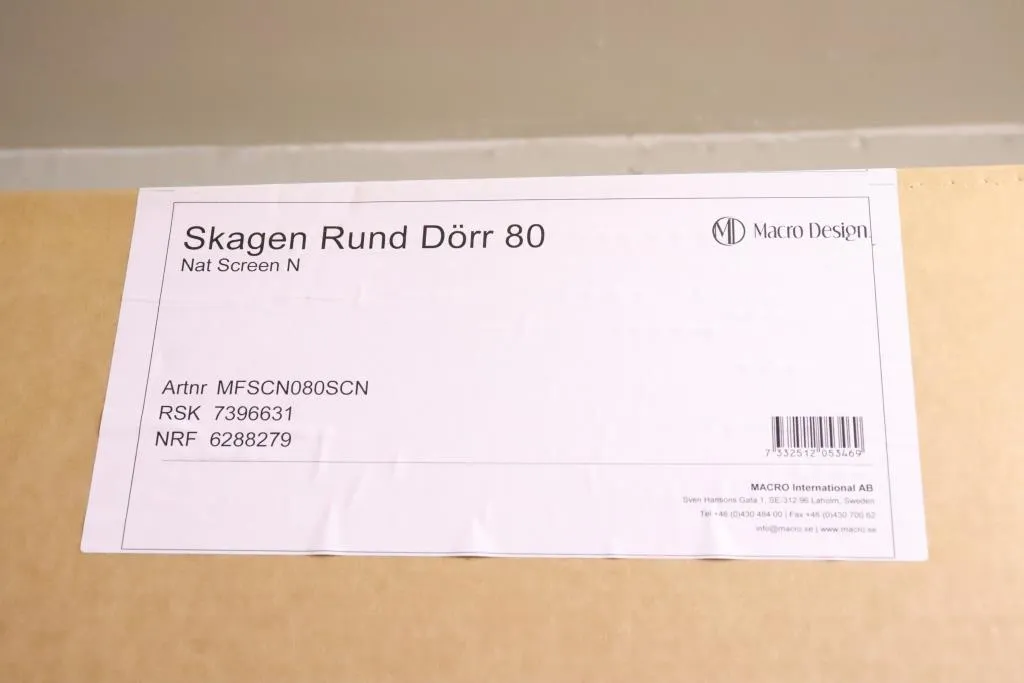 Skagen Rund Dörr 80
Nat Screen N
MD Macro Design
Artnr MFSCN080SCN
RSK 7396631
NRF 6288279
7 332512 053469
MACRO International AB
Sven Hansons Gata 1, SE-312 96 Laholm, Sweden
Tel +46 (0)430 484 00 | Fax +46 (0)430 706 62
info@macro.se | www.macro.se